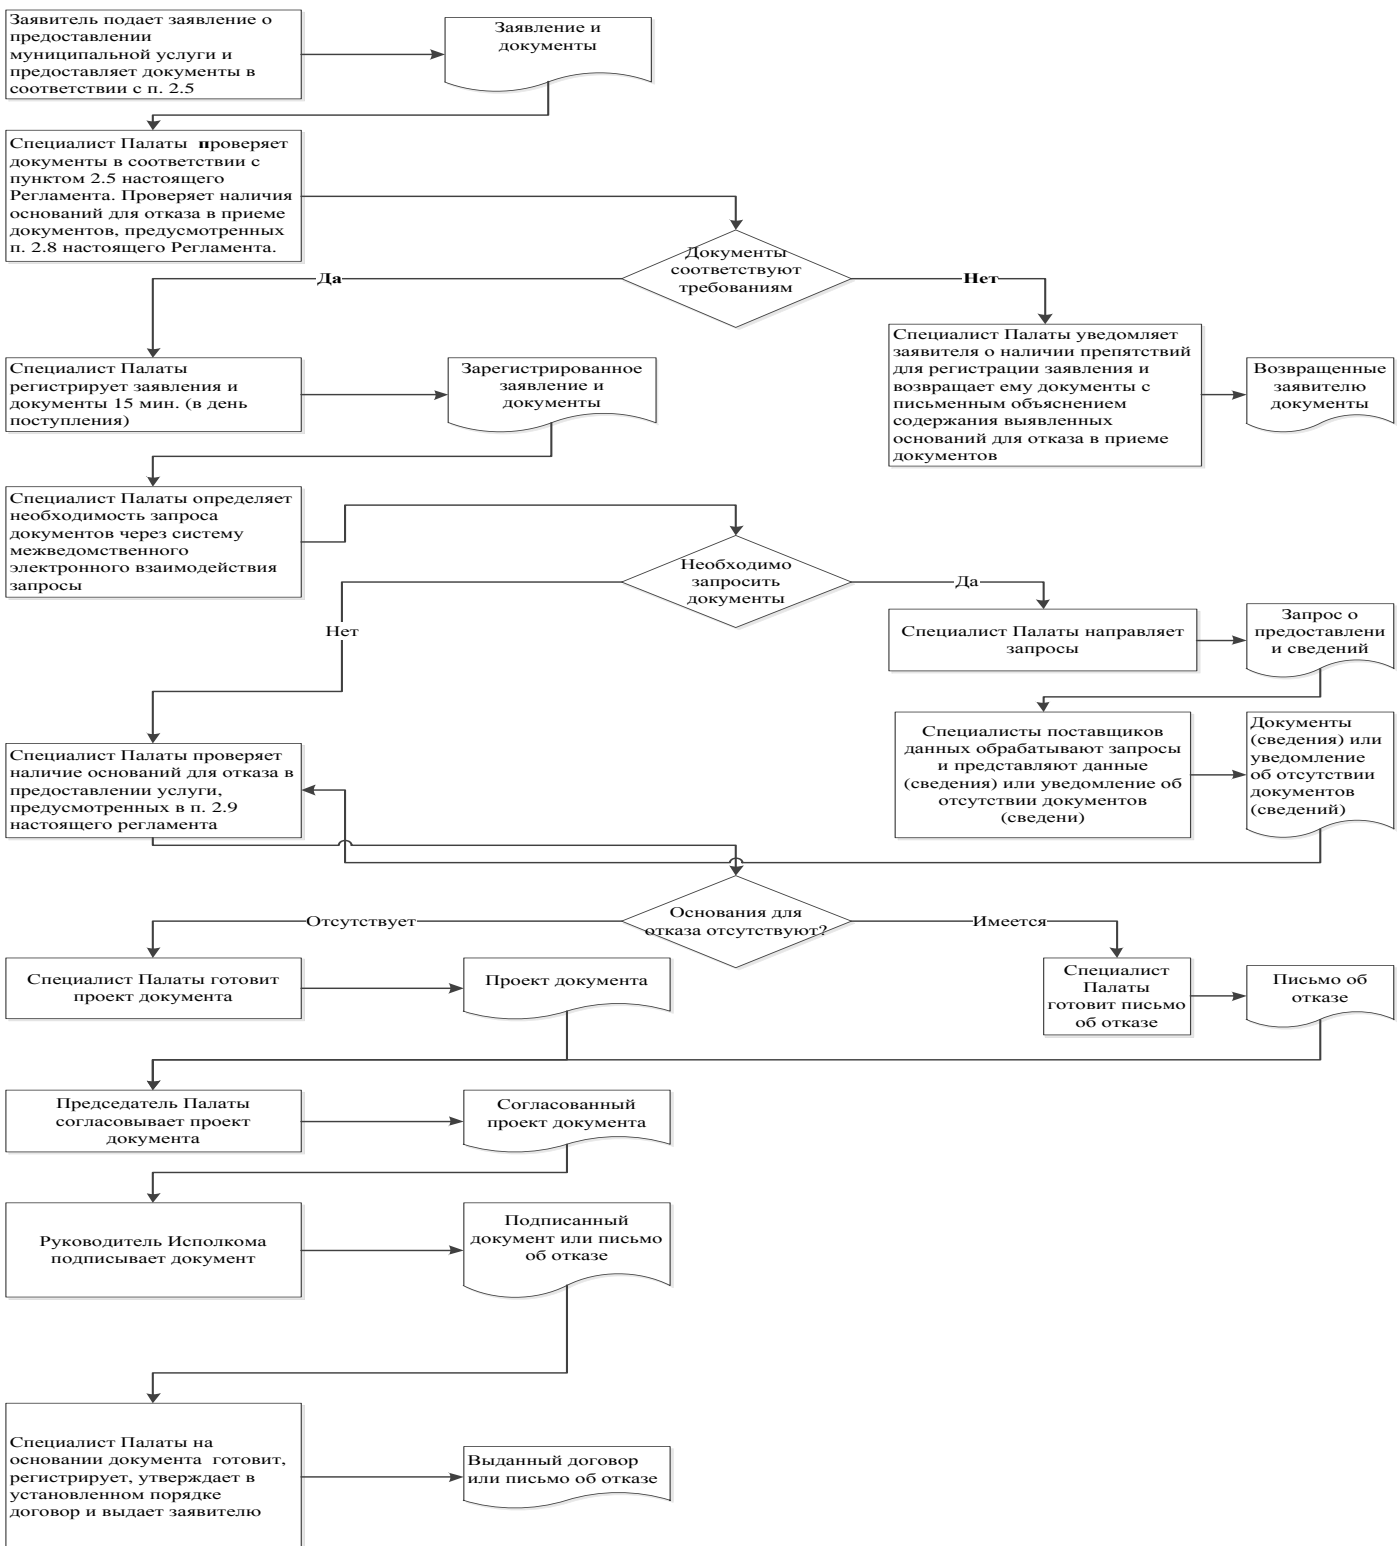 Заявитель подает заявление о
предоставлении
муниципальной услуги и
предоставляет документы в
соответствии с п. 2.5
Заявление и
документы
Специалист Палаты проверяет
документы в соответствии с
пунктом 2.5 настоящего
Регламента. Проверяет наличия
оснований для отказа в приеме
документов, предусмотренных
п. 2.8 настоящего Регламента.
Документы
соответствуют
требованиям
Да
Нет
Специалист Палаты
регистрирует заявления и
документы 15 мин. (в день
поступления)
Зарегистрированное
заявление и
документы
Специалист Палаты уведомляет
заявителя о наличии препятствий
для регистрации заявления и
возвращает ему документы с
письменным объяснением
содержания выявленных
оснований для отказа в приеме
документов
Возвращенные
заявителю
документы
Специалист Палаты определяет
необходимость запроса
документов через систему
межведомственного
электронного взаимодействия
запросы
Необходимо
запросить
документы
Да
Нет
Специалист Палаты направляет
запросы
Запрос о
предоставлени
и сведений
Специалисты поставщиков
данных обрабатывают запросы
и представляют данные
(сведения) или уведомление об
отсутствии документов
(сведени)
Документы
(сведения) или
уведомление
об отсутствии
документов
(сведений)
Специалист Палаты проверяет
наличие оснований для отказа в
предоставлении услуги,
предусмотренных в п. 2.9
настоящего регламента
Основания для
отказа отсутствуют?
Отсутствует
Имеется
Специалист Палаты готовит
проект документа
Проект документа
Специалист
Палаты
готовит письмо
об отказе
Письмо об
отказе
Председатель Палаты
согласовывает проект
документа
Согласованный
проект документа
Руководитель Исполкома
подписывает документ
Подписанный
документ или письмо
об отказе
Специалист Палаты на
основании документа готовит,
регистрирует, утверждает в
установленном порядке
договор и выдает заявителю
Выданный договор
или письмо об отказе